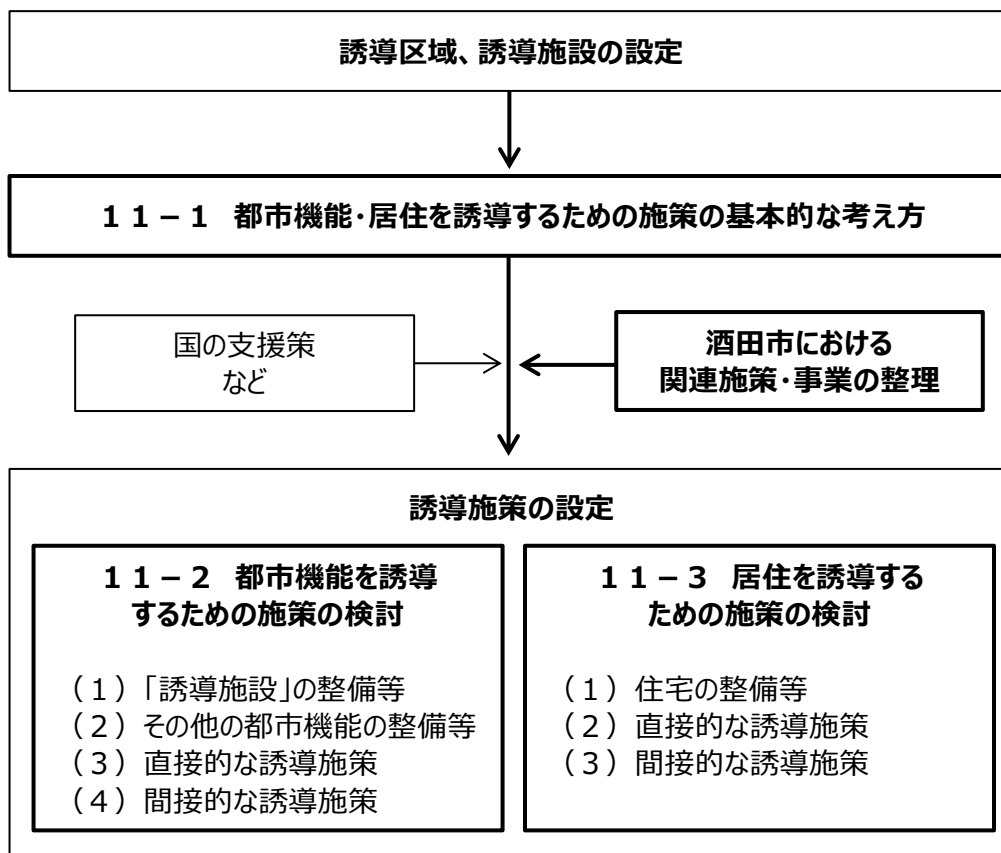 誘導区域、誘導施設の設定
11－1 都市機能・居住を誘導するための施策の基本的な考え方
国の支援策
など
酒田市における
関連施策・事業の整理
誘導施策の設定
11－2 都市機能を誘導
するための施策の検討
（1）「誘導施設」の整備等
（2）その他の都市機能の整備等
（3）直接的な誘導施策
（4）間接的な誘導施策
11－3 居住を誘導する
ための施策の検討
（1）住宅の整備等
（2）直接的な誘導施策
（3）間接的な誘導施策